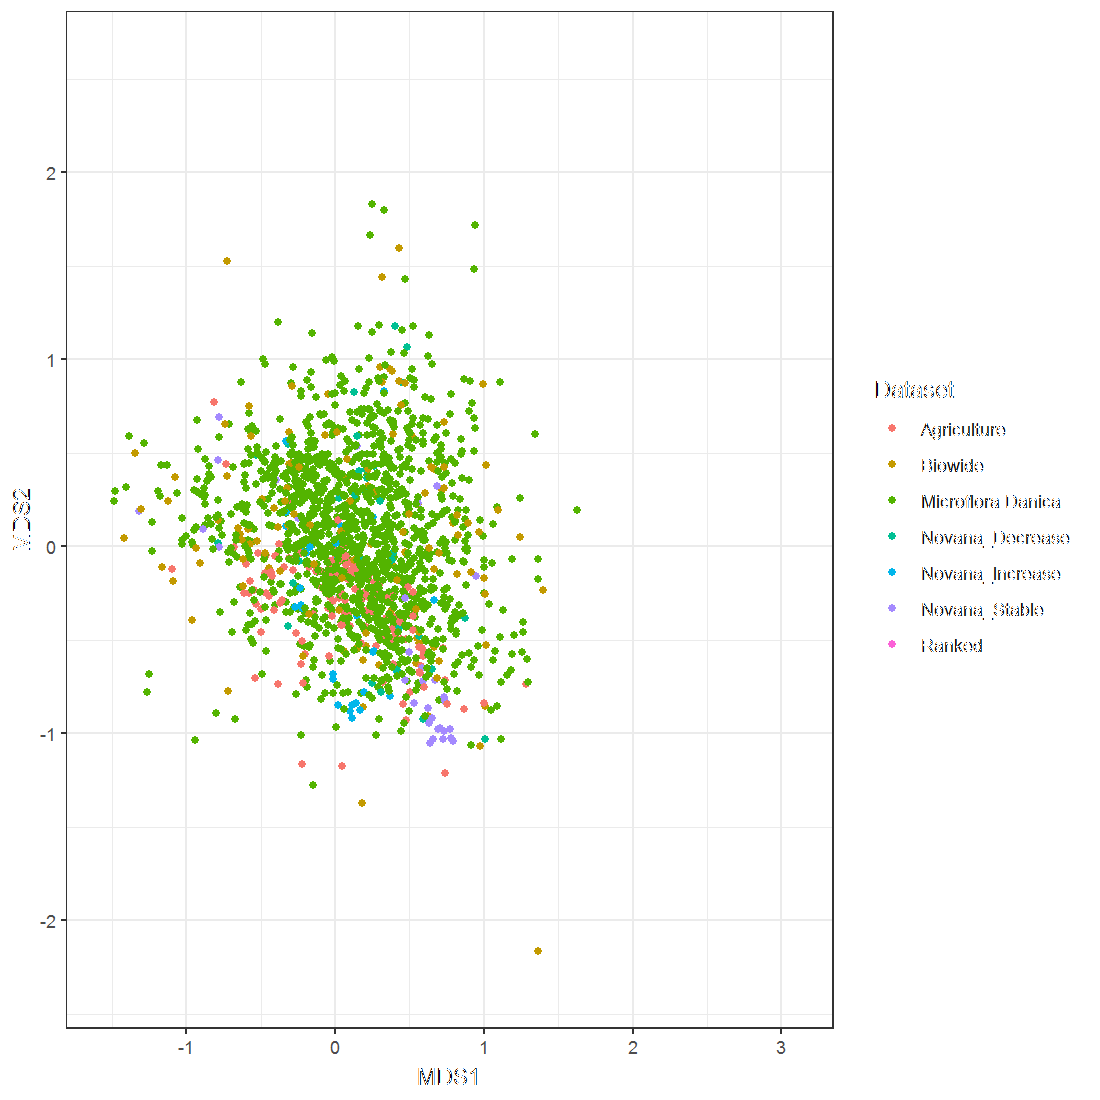 2
1
0
-1
-2
MDS2
-1
0
1
2
3
MDS1
Dataset
Agriculture
Biowide
Microflora Danica
Novana_Decrease
Novana_Increase
Novana_Stable
Ranked